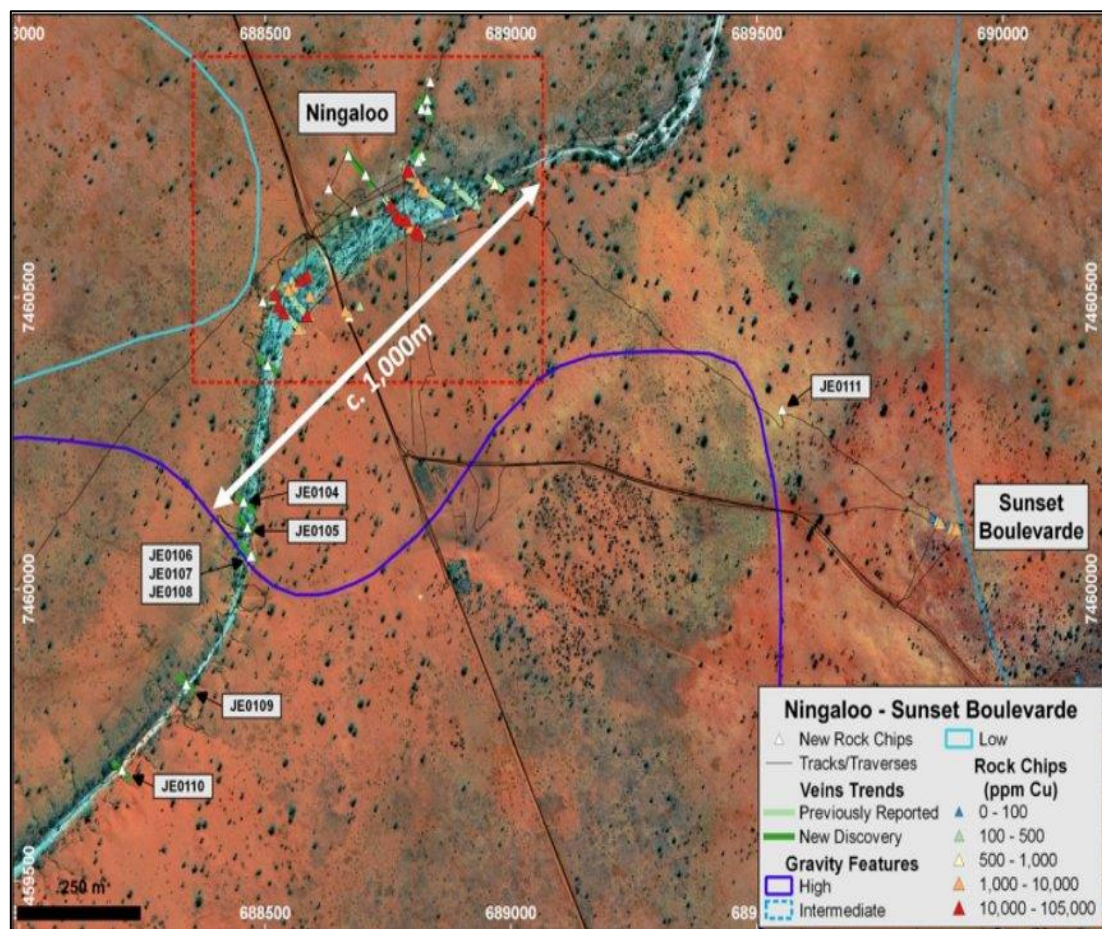 8000
688500
689000
689500
690000
Ningaloo
7460500
7460500
c. 1,000m
JE0111
JE0104
JE0105
Sunset
Boulevarde
JE0106
JE0107
JE0108
7460000
7460000
JE0109
JE0110
459500
250 m
688500
689000
689
Ningaloo - Sunset Boulevarde
New Rock Chips
Tracks/Traverses
Veins Trends
Previously Reported
New Discovery
Gravity Features
High
Intermediate
Low
Rock Chips
(ppm Cu)
0 - 100
100 - 500
500 - 1,000
1,000 - 10,000
10,000 - 105,000